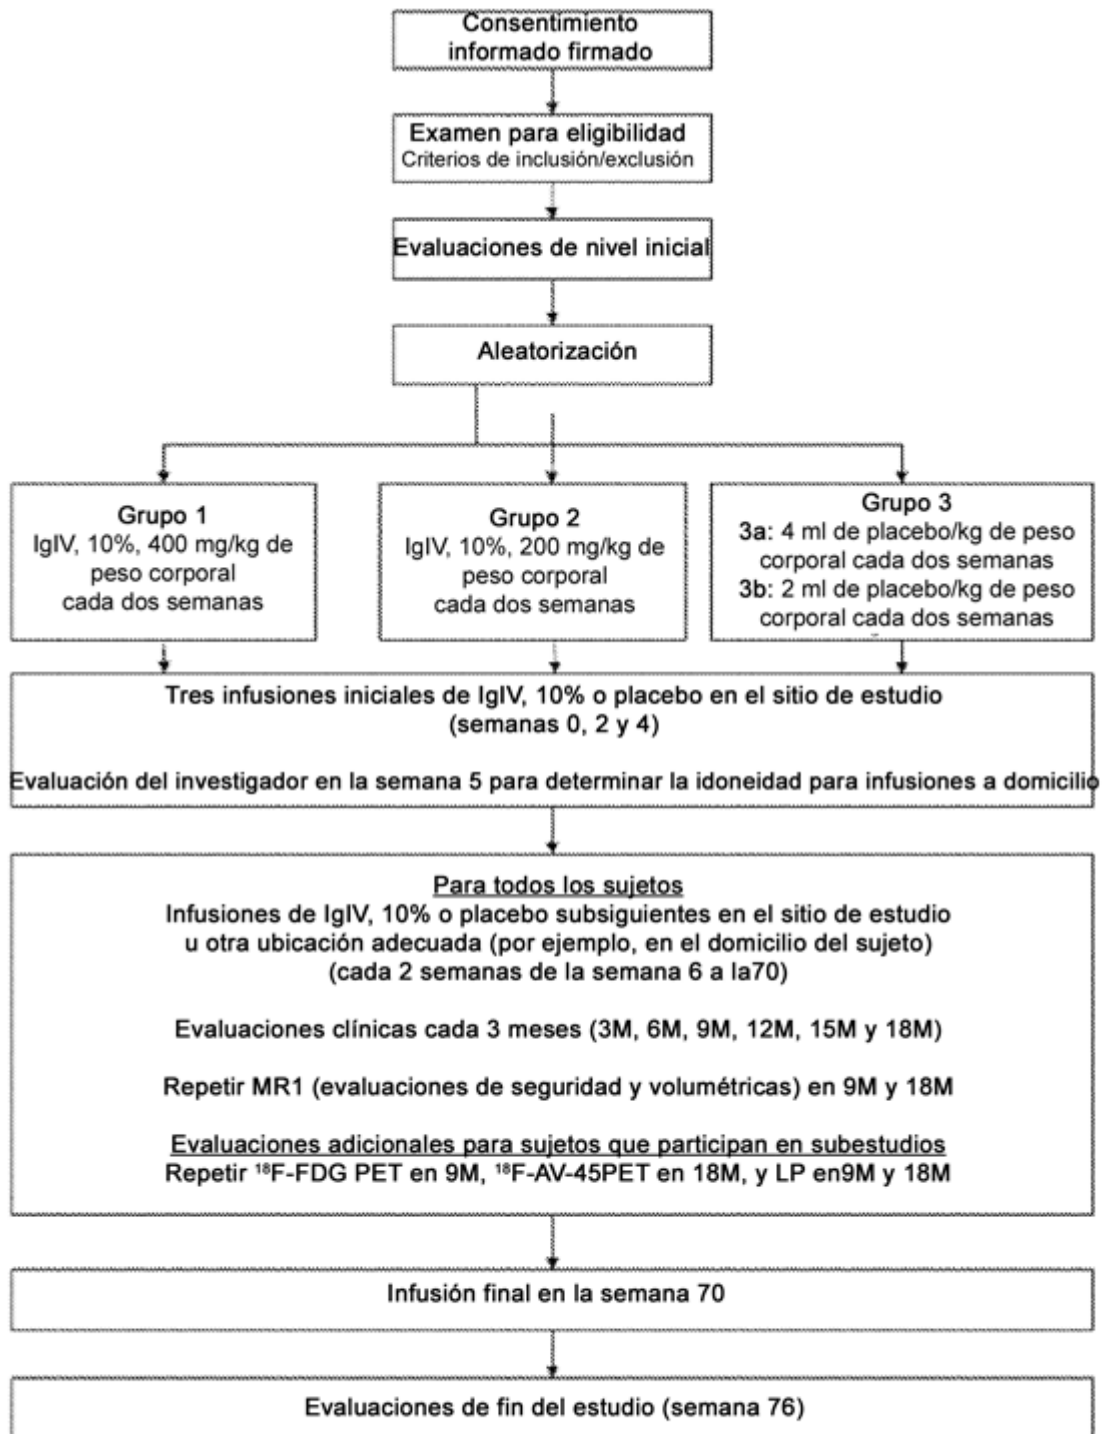 Consentimiento
informado firmado
Examen para eligibilidad
Criterios de inclusión/exclusión
Evaluaciones de nivel inicial
Aleatorización
Grupo 1
IgIV, 10%, 400 mg/kg de
peso corporal
cada dos semanas
Grupo 2
IgIV, 10%, 200 mg/kg de
peso corporal
cada dos semanas
Grupo 3
3a: 4 ml de placebo/kg de peso
corporal cada dos semanas
3b: 2 ml de placebo/kg de peso
corporal cada dos semanas
Tres infusiones iniciales de IgIV, 10% o placebo en el sitio de estudio
(semanas 0, 2 y 4)
Evaluación del investigador en la semana 5 para determinar la idoneidad para infusiones a domicilio
Para todos los sujetos
Infusiones de IgIV, 10% o placebo subsiguientes en el sitio de estudio
u otra ubicación adecuada (por ejemplo, en el domicilio del sujeto)
(cada 2 semanas de la semana 6 a la70)
Evaluaciones clínicas cada 3 meses (3M, 6M, 9M, 12M, 15M y 18M)
Repetir MR1 (evaluaciones de seguridad y volumétricas) en 9M y 18M
Evaluaciones adicionales para sujetos que participan en subestudios
Repetir ¹⁸F-FDG PET en 9M, ¹⁸F-AV-45PET en 18M, y LP en9M y 18M
Infusión final en la semana 70
Evaluaciones de fin del estudio (semana 76)